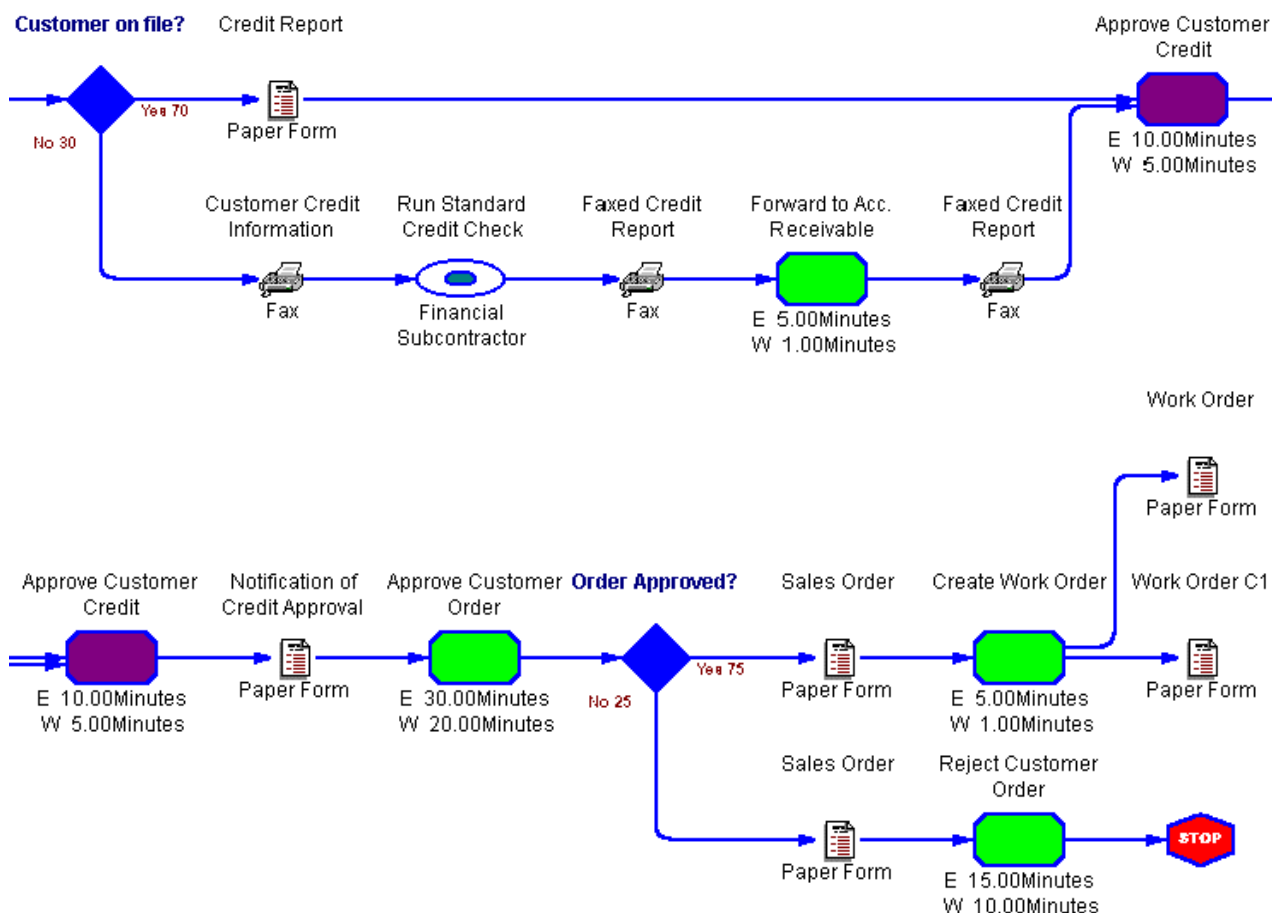 Customer on file?
Credit Report
Approve Customer
Credit
Yes 70
No 30
Paper Form
E 10.00Minutes
W 5.00Minutes
Customer Credit
Information
Run Standard
Credit Check
Faxed Credit
Report
Forward to Acc.
Receivable
Faxed Credit
Report
Fax
Financial
Subcontractor
Fax
E 5.00Minutes
W 1.00Minutes
Fax
Work Order
Paper Form
Approve Customer
Credit
Notification of
Credit Approval
Approve Customer
Order
Order Approved?
Sales Order
Create Work Order
Work Order C1
Yes 75
No 25
E 10.00Minutes
W 5.00Minutes
Paper Form
E 30.00Minutes
W 20.00Minutes
Paper Form
E 5.00Minutes
W 1.00Minutes
Paper Form
Sales Order
Reject Customer
Order
STOP
Paper Form
E 15.00Minutes
W 10.00Minutes